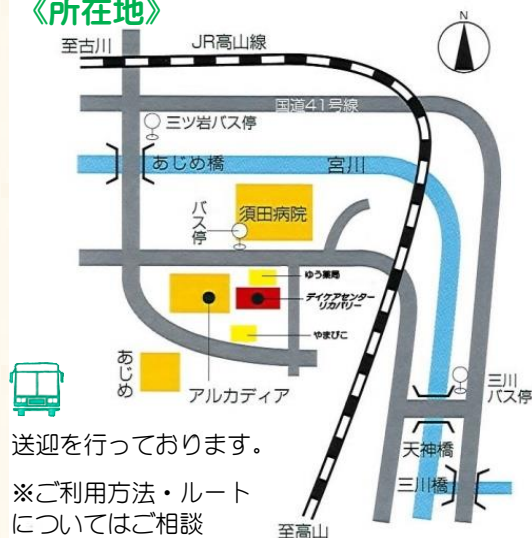 《所在地》
N
至古川
JR高山線
国道41号線
三ツ岩バス停
あじめ橋
宮川
バス停
須田病院
ゆう薬局
デイケアセンター
リカバリー
やまびこ
あじめ
アルカディア
三川
バス停
天神橋
三川橋
至高山
送迎を行っております。
※ご利用方法・ルート
についてはご相談